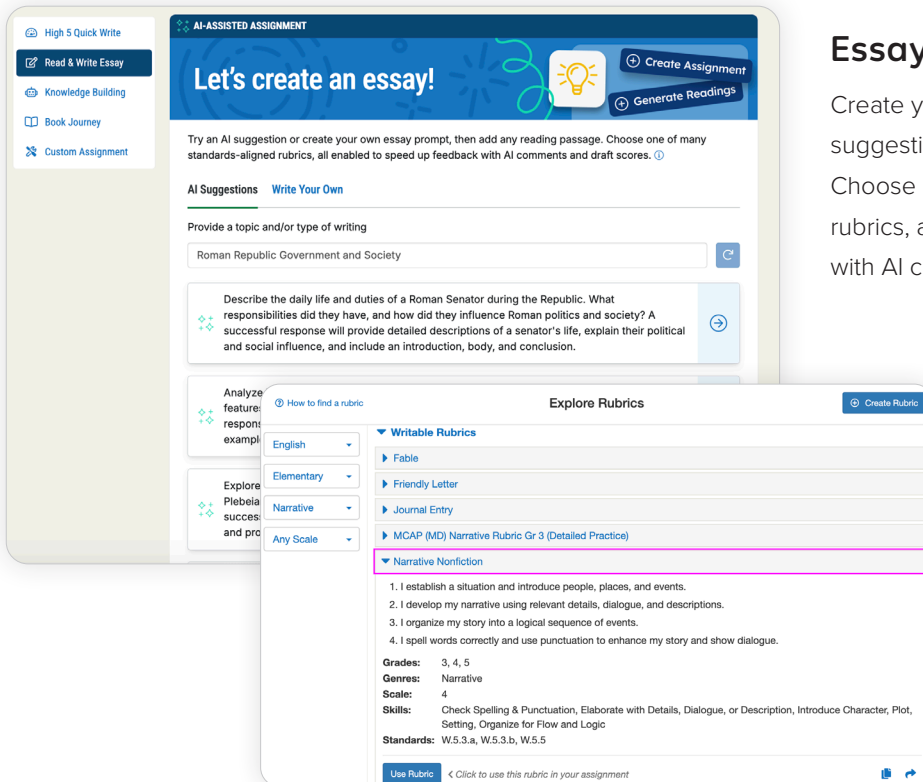 High 5 Quick Write
Read & Write Essay
Knowledge Building
Book Journey
Custom Assignment
AI-ASSISTED ASSIGNMENT
Let's create an essay!
Create Assignment
Generate Readings
Try an AI suggestion or create your own essay prompt, then add any reading passage. Choose one of many
standards-aligned rubrics, all enabled to speed up feedback with AI comments and draft scores.
AI Suggestions Write Your Own
Provide a topic and/or type of writing
Roman Republic Government and Society
Describe the daily life and duties of a Roman Senator during the Republic. What
responsibilities did they have, and how did they influence Roman politics and society? A
successful response will provide detailed descriptions of a senator's life, explain their political
and social influence, and include an introduction, body, and conclusion.
Analyze
Explore
and
How to find a rubric
Explore Rubrics
Create Rubric
English
Elementary
Narrative
Any Scale
Writable Rubrics
Fable
Friendly Letter
Journal Entry
MCAP (MD) Narrative Rubric Gr 3 (Detailed Practice)
Narrative Nonfiction
1. I establish a situation and introduce people, places, and events.
2. I develop my narrative using relevant details, dialogue, and descriptions.
3. I organize my story into a logical sequence of events.
4. I spell words correctly and use punctuation to enhance my story and show dialogue.
Grades: 3, 4, 5
Genres: Narrative
Scale: 4
Skills: Check Spelling & Punctuation, Elaborate with Details, Dialogue, or Description, Introduce Character, Plot,
Setting, Organize for Flow and Logic
Standards: W.5.3.a, W.5.3.b, W.5.5
Use Rubric < Click to use this rubric in your assignment
Essay
Create
Choose
rubrics,
with AI